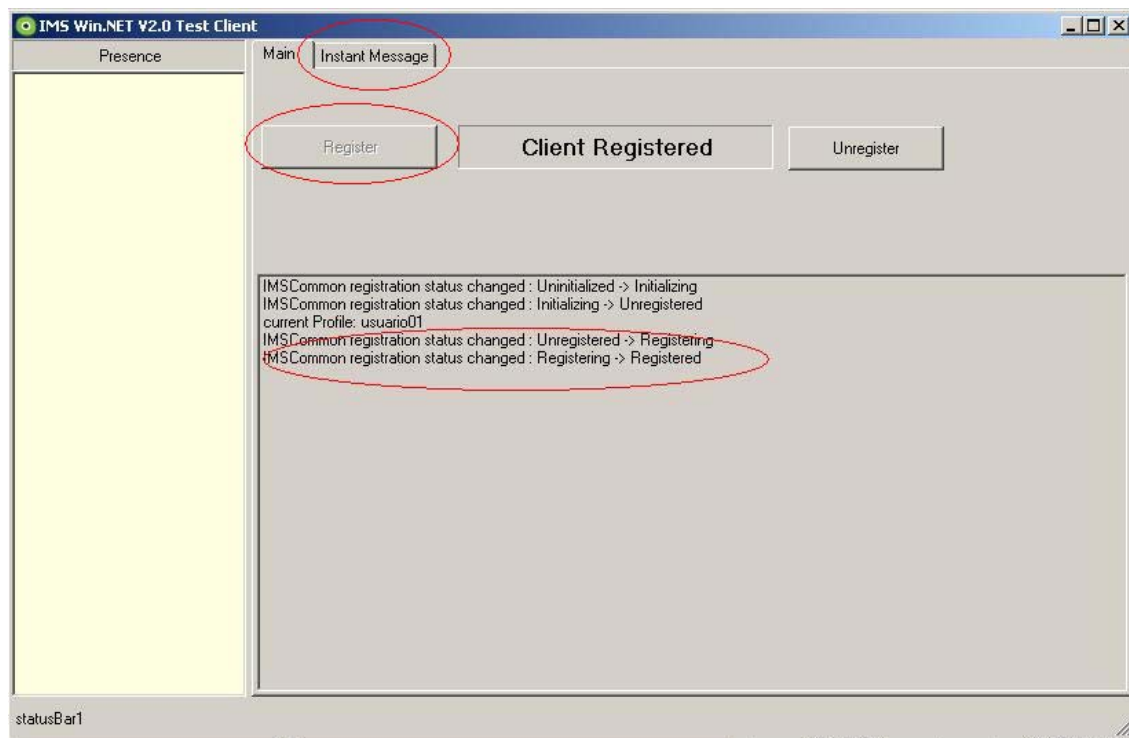 IMS Win.NET V2.0 Test Client
Presence
Main
Instant Message
Register
Client Registered
Unregister
IMSCommon registration status changed : Uninitialized -> Initializing
IMSCommon registration status changed : Initializing -> Unregistered
current Profile: usuario01
IMSCommon registration status changed : Unregistered -> Registering
IMSCommon registration status changed : Registering -> Registered
statusBar1